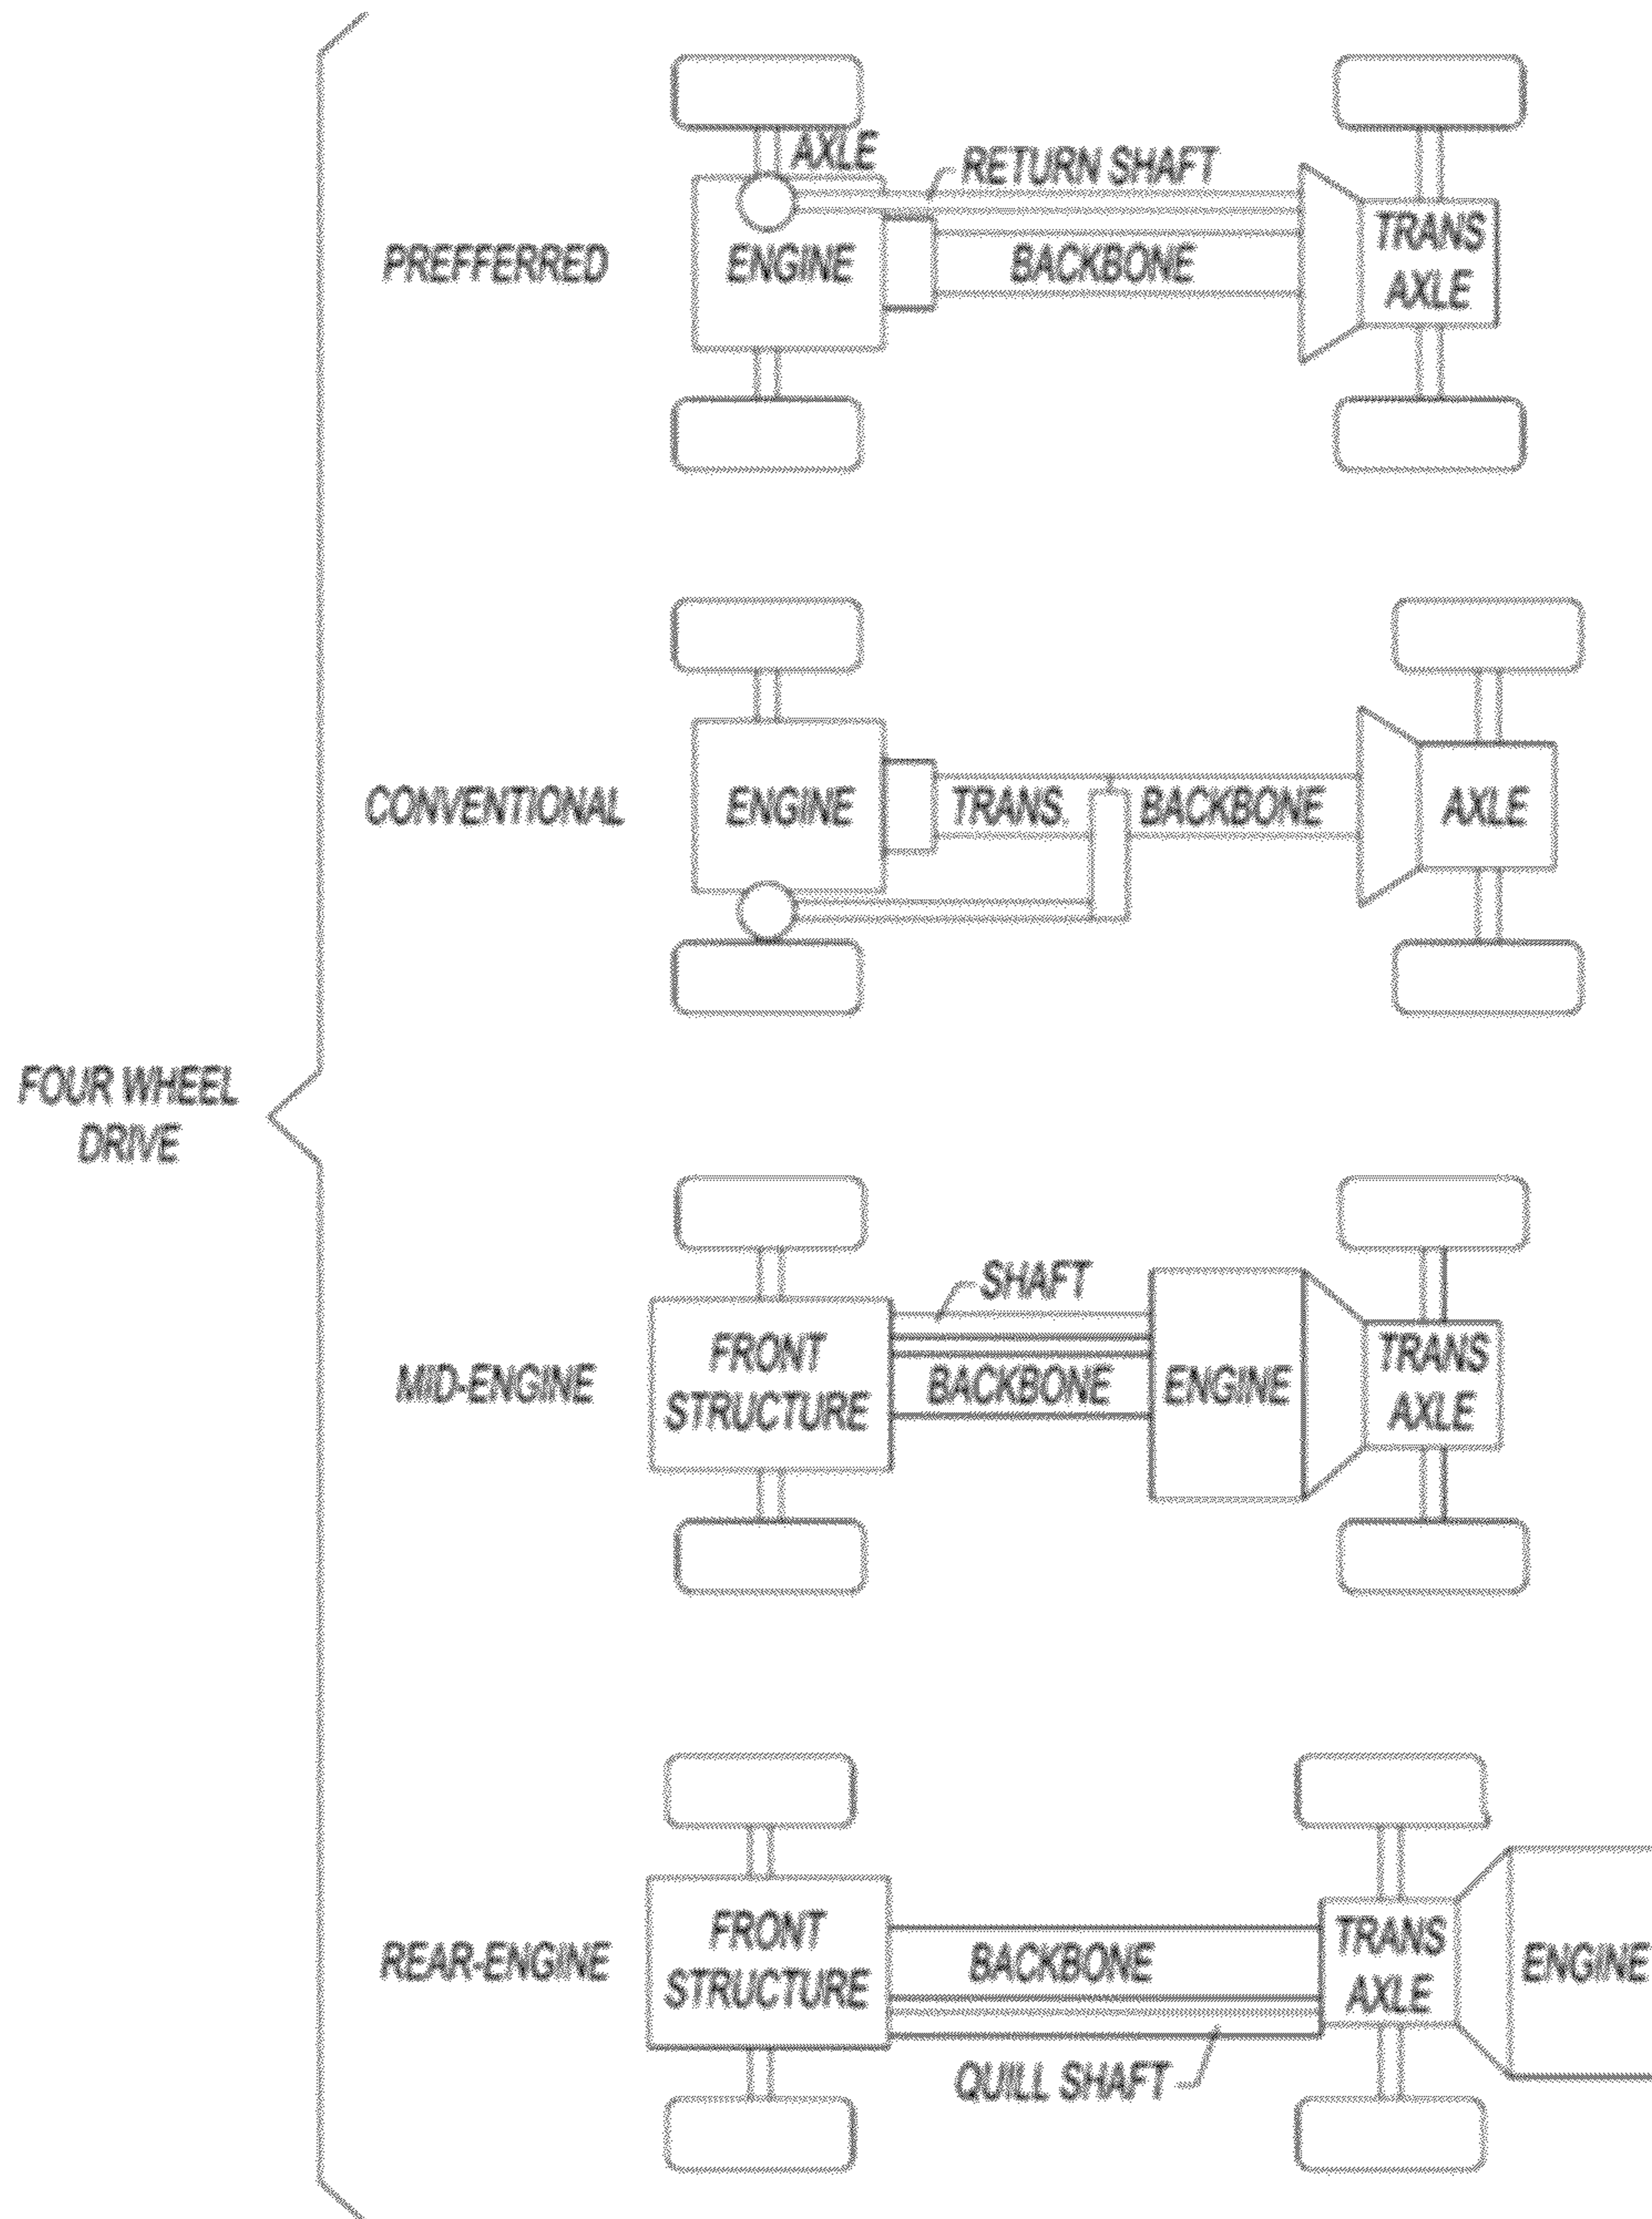 AXLE
RETURN SHAFT
PREFFERRED
ENGINE
BACKBONE
TRANS
AXLE
CONVENTIONAL
ENGINE
TRANS.
BACKBONE
AXLE
FOUR WHEEL
DRIVE
SHAFT
MID-ENGINE
FRONT
STRUCTURE
BACKBONE
ENGINE
TRANS
AXLE
REAR-ENGINE
FRONT
STRUCTURE
BACKBONE
TRANS
AXLE
ENGINE
QUILL SHAFT